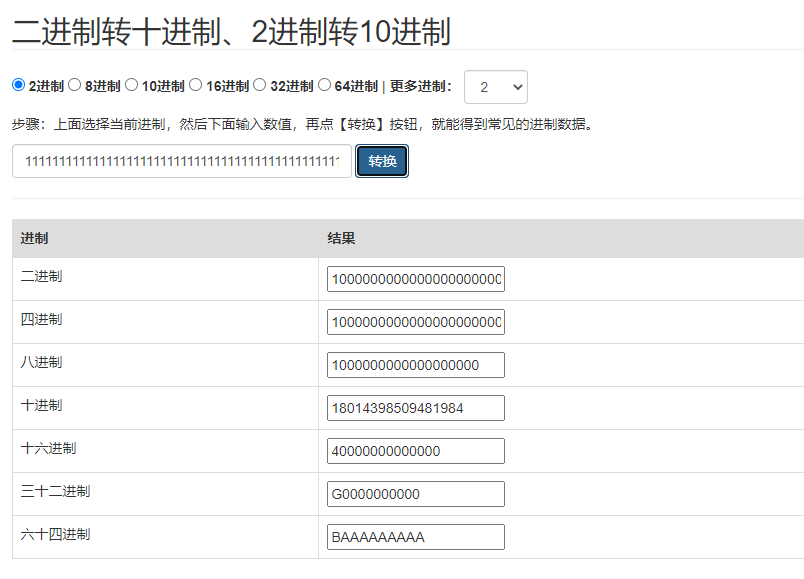 二进制转十进制、2进制转10进制
2进制 8进制 10进制 16进制 32进制 64进制 | 更多进制： 2
步骤：上面选择当前进制，然后下面输入数值，再点【转换】按钮，就能得到常见的进制数据。
转换
进制 结果
二进制
四进制
八进制 1000000000000000000
十进制 18014398509481984
十六进制 40000000000000
三十二进制 G0000000000
六十四进制 BAAAAAAAAA